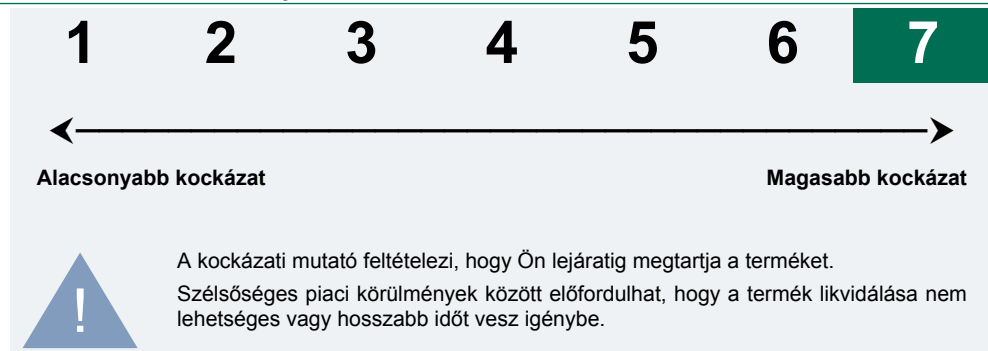 1 2 3 4 5 6 7
Alacsonyabb kockázat Magasabb kockázat
A kockázati mutató feltételezi, hogy Ön lejáratig megtartja a terméket.
Szélsőséges piaci körülmények között előfordulhat, hogy a termék likvidálása nem
lehetséges vagy hosszabb időt vesz igénybe.
!